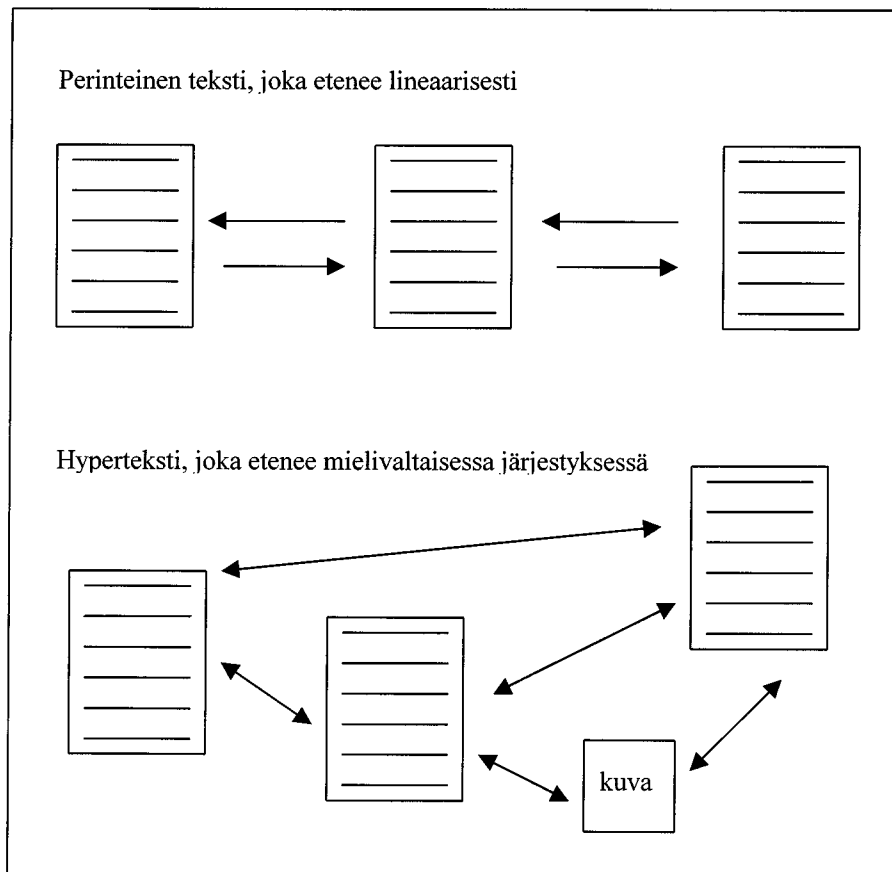 Perinteinen teksti, joka etenee lineaarisesti
Hyperteksti, joka etenee mielivaltaisessa järjestyksessä
kuva